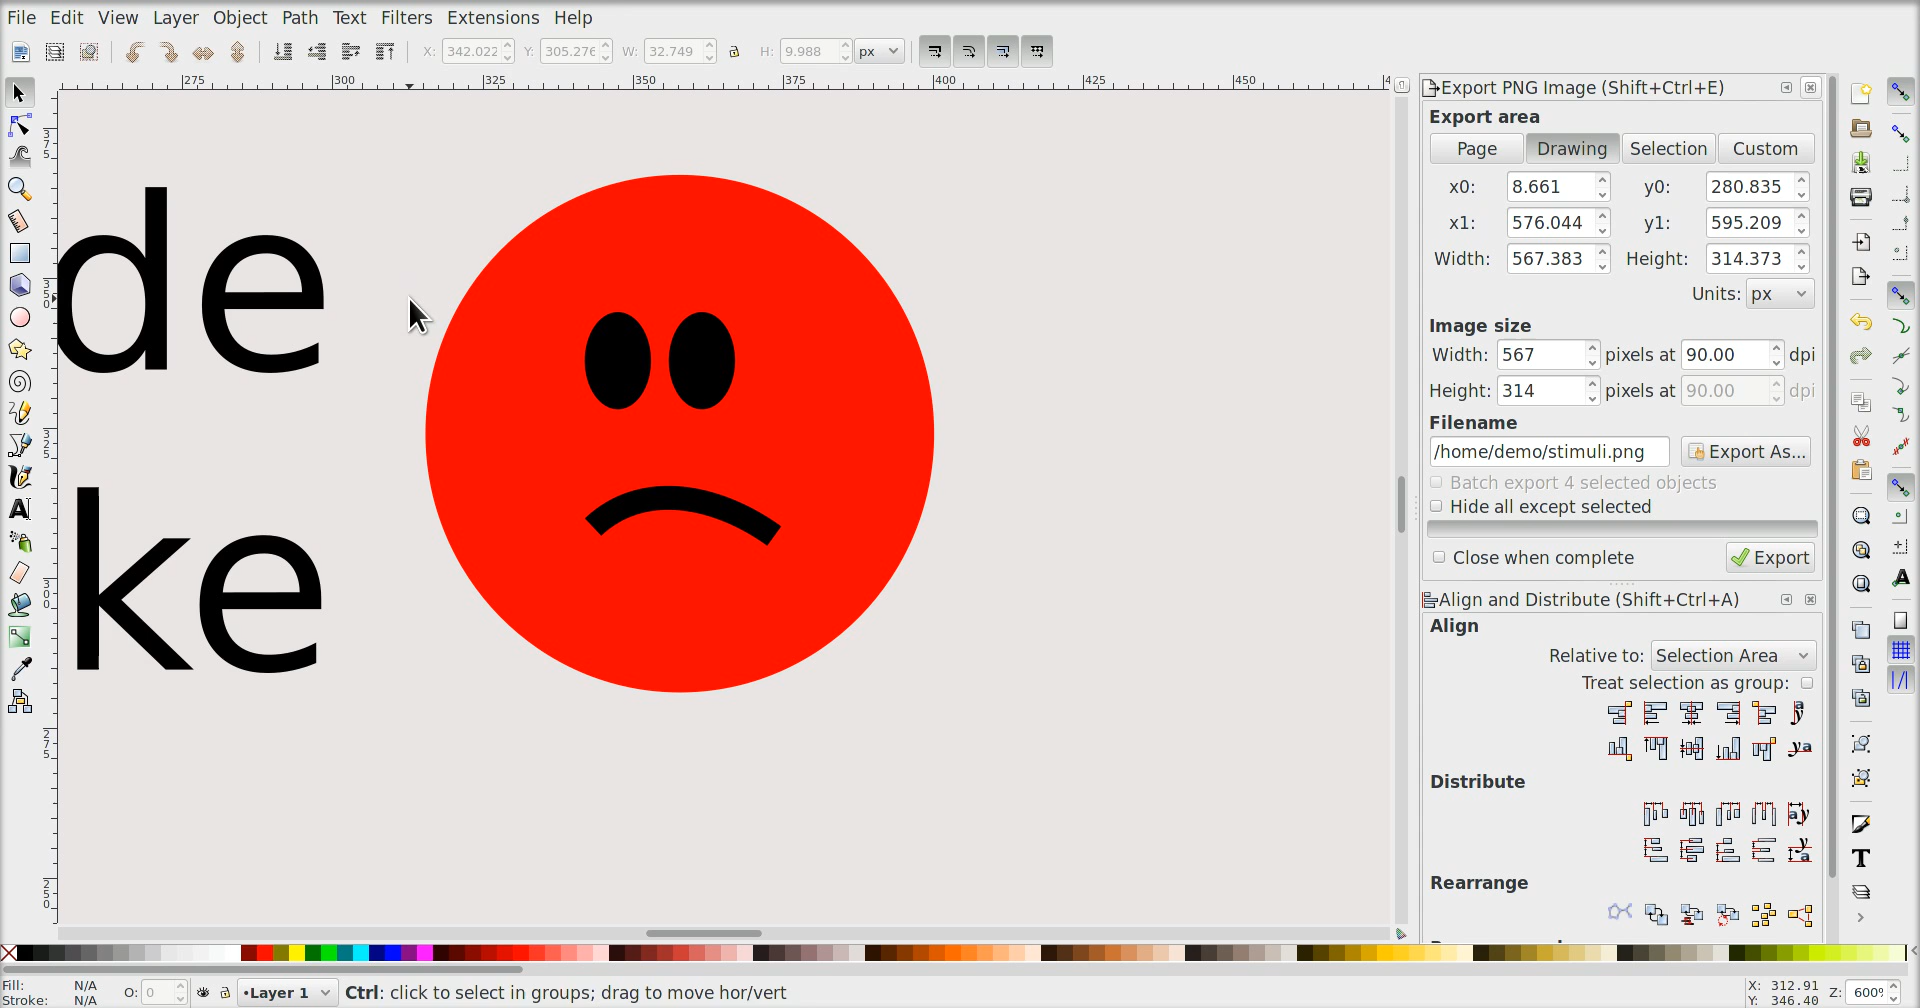 File Edit View Layer Object Path Text Filters Extensions Help
X: 342.022 Y: 305.276 W: 32.749 H: 9.988 px
275 300 325 350 375 400 425 450 4
375
350
325
300
275
250
de
ke
Export PNG Image (Shift+Ctrl+E)
Export area
Page Drawing Selection Custom
x0: 8.661 y0: 280.835
x1: 576.044 y1: 595.209
Width: 567.383 Height: 314.373
Units: px
Image size
Width: 567 pixels at 90.00 dpi
Height: 314 pixels at 90.00 dpi
Filename
/home/demo/stimuli.png Export As...
Batch export 4 selected objects
Hide all except selected
Close when complete Export
Align and Distribute (Shift+Ctrl+A)
Align
Relative to: Selection Area
Treat selection as group:
Distribute
Rearrange
Fill: N/A
Stroke: N/A
O: 0
•Layer 1
Ctrl: click to select in groups; drag to move hor/vert
X: 312.91
Y: 346.40
Z: 600%